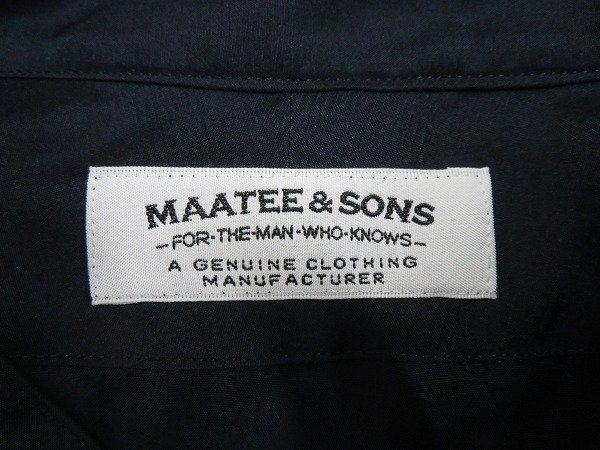 MAATEE & SONS
-FOR·THE·MAN·WHO·KNOWS-
A GENUINE CLOTHING
MANUFACTURER